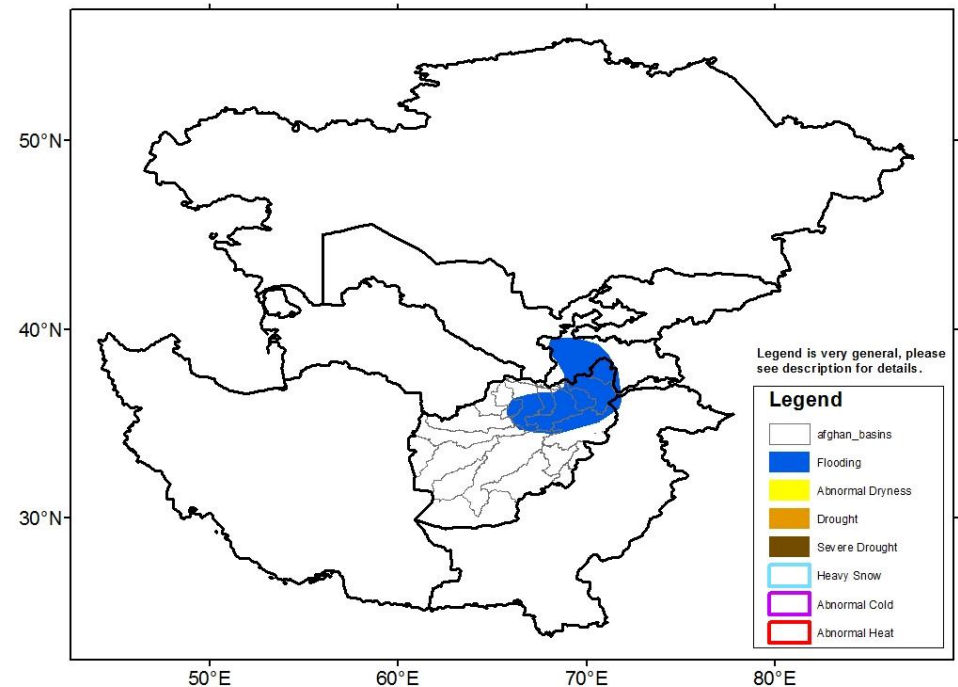 50°N
40°N
30°N
50°E
60°E
70°E
80°E
Legend is very general, please
see description for details.
Legend
afghan_basins
Flooding
Abnormal Dryness
Drought
Severe Drought
Heavy Snow
Abnormal Cold
Abnormal Heat